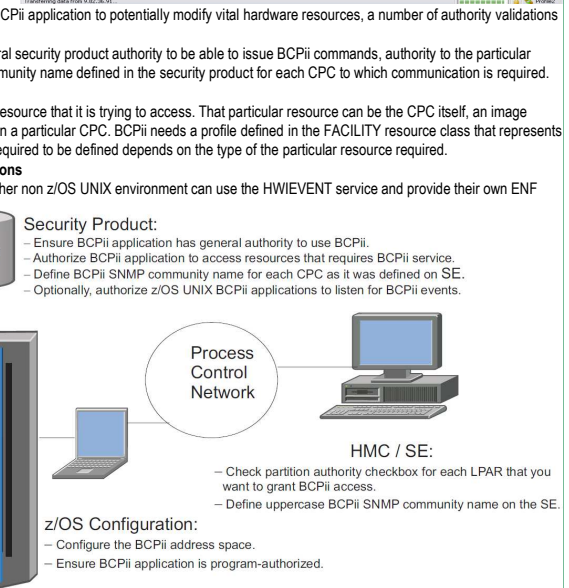 Transferring data from 9.02.36.91...
CPii application to potentially modify vital hardware resources, a number of authority validations
ral security product authority to be able to issue BCPii commands, authority to the particular
munity name defined in the security product for each CPC to which communication is required.
esource that it is trying to access. That particular resource can be the CPC itself, an image
n a particular CPC. BCPii needs a profile defined in the FACILITY resource class that represents
equired to be defined depends on the type of the particular resource required.
ons
her non z/OS UNIX environment can use the HWIEVENT service and provide their own ENF
Security Product:
– Ensure BCPii application has general authority to use BCPii.
– Authorize BCPii application to access resources that requires BCPii service.
– Define BCPii SNMP community name for each CPC as it was defined on SE.
– Optionally, authorize z/OS UNIX BCPii applications to listen for BCPii events.
Process
Control
Network
HMC / SE:
– Check partition authority checkbox for each LPAR that you
want to grant BCPii access.
– Define uppercase BCPii SNMP community name on the SE.
z/OS Configuration:
– Configure the BCPii address space.
– Ensure BCPii application is program-authorized.